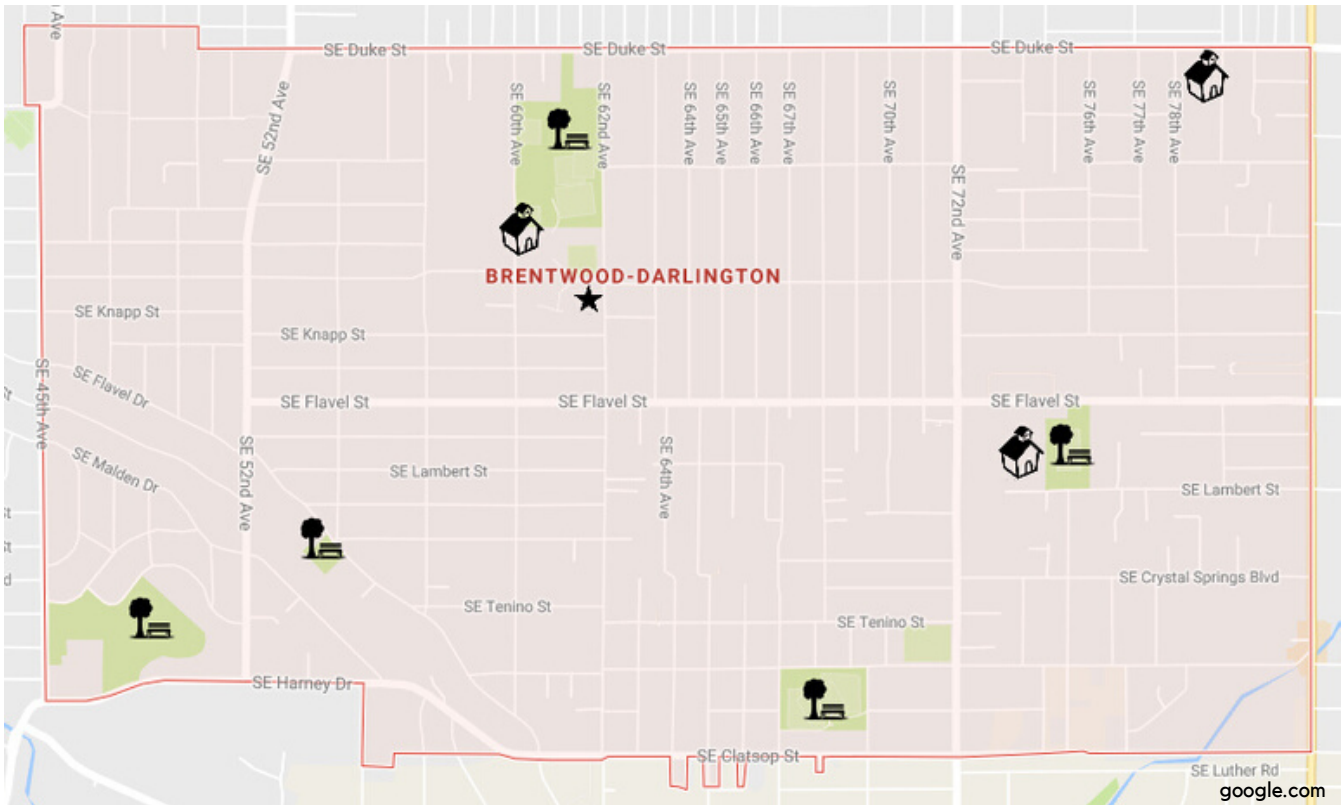 Ave
SE Duke St
SE Duke St
SE Duke St
SE 52nd Ave
SE 60th Ave
SE 62nd Ave
SE 64th Ave
SE 65th Ave
SE 66th Ave
SE 67th Ave
SE 70th Ave
SE 72nd Ave
SE 76th Ave
SE 77th Ave
SE 78th Ave
BRENTWOOD-DARLINGTON
SE Knapp St
SE Knapp St
SE 45th Ave
SE Flavel Dr
SE Flavel St
SE Flavel St
SE Flavel St
st
SE Malden Dr
SE 52nd Ave
SE Lambert St
SE 64th Ave
SE Lambert St
st
st
d
SE Crystal Springs Blvd
SE Tenino St
SE Tenino St
SE Harney Dr
SE Clatsop St
SE Luther Rd
google.com